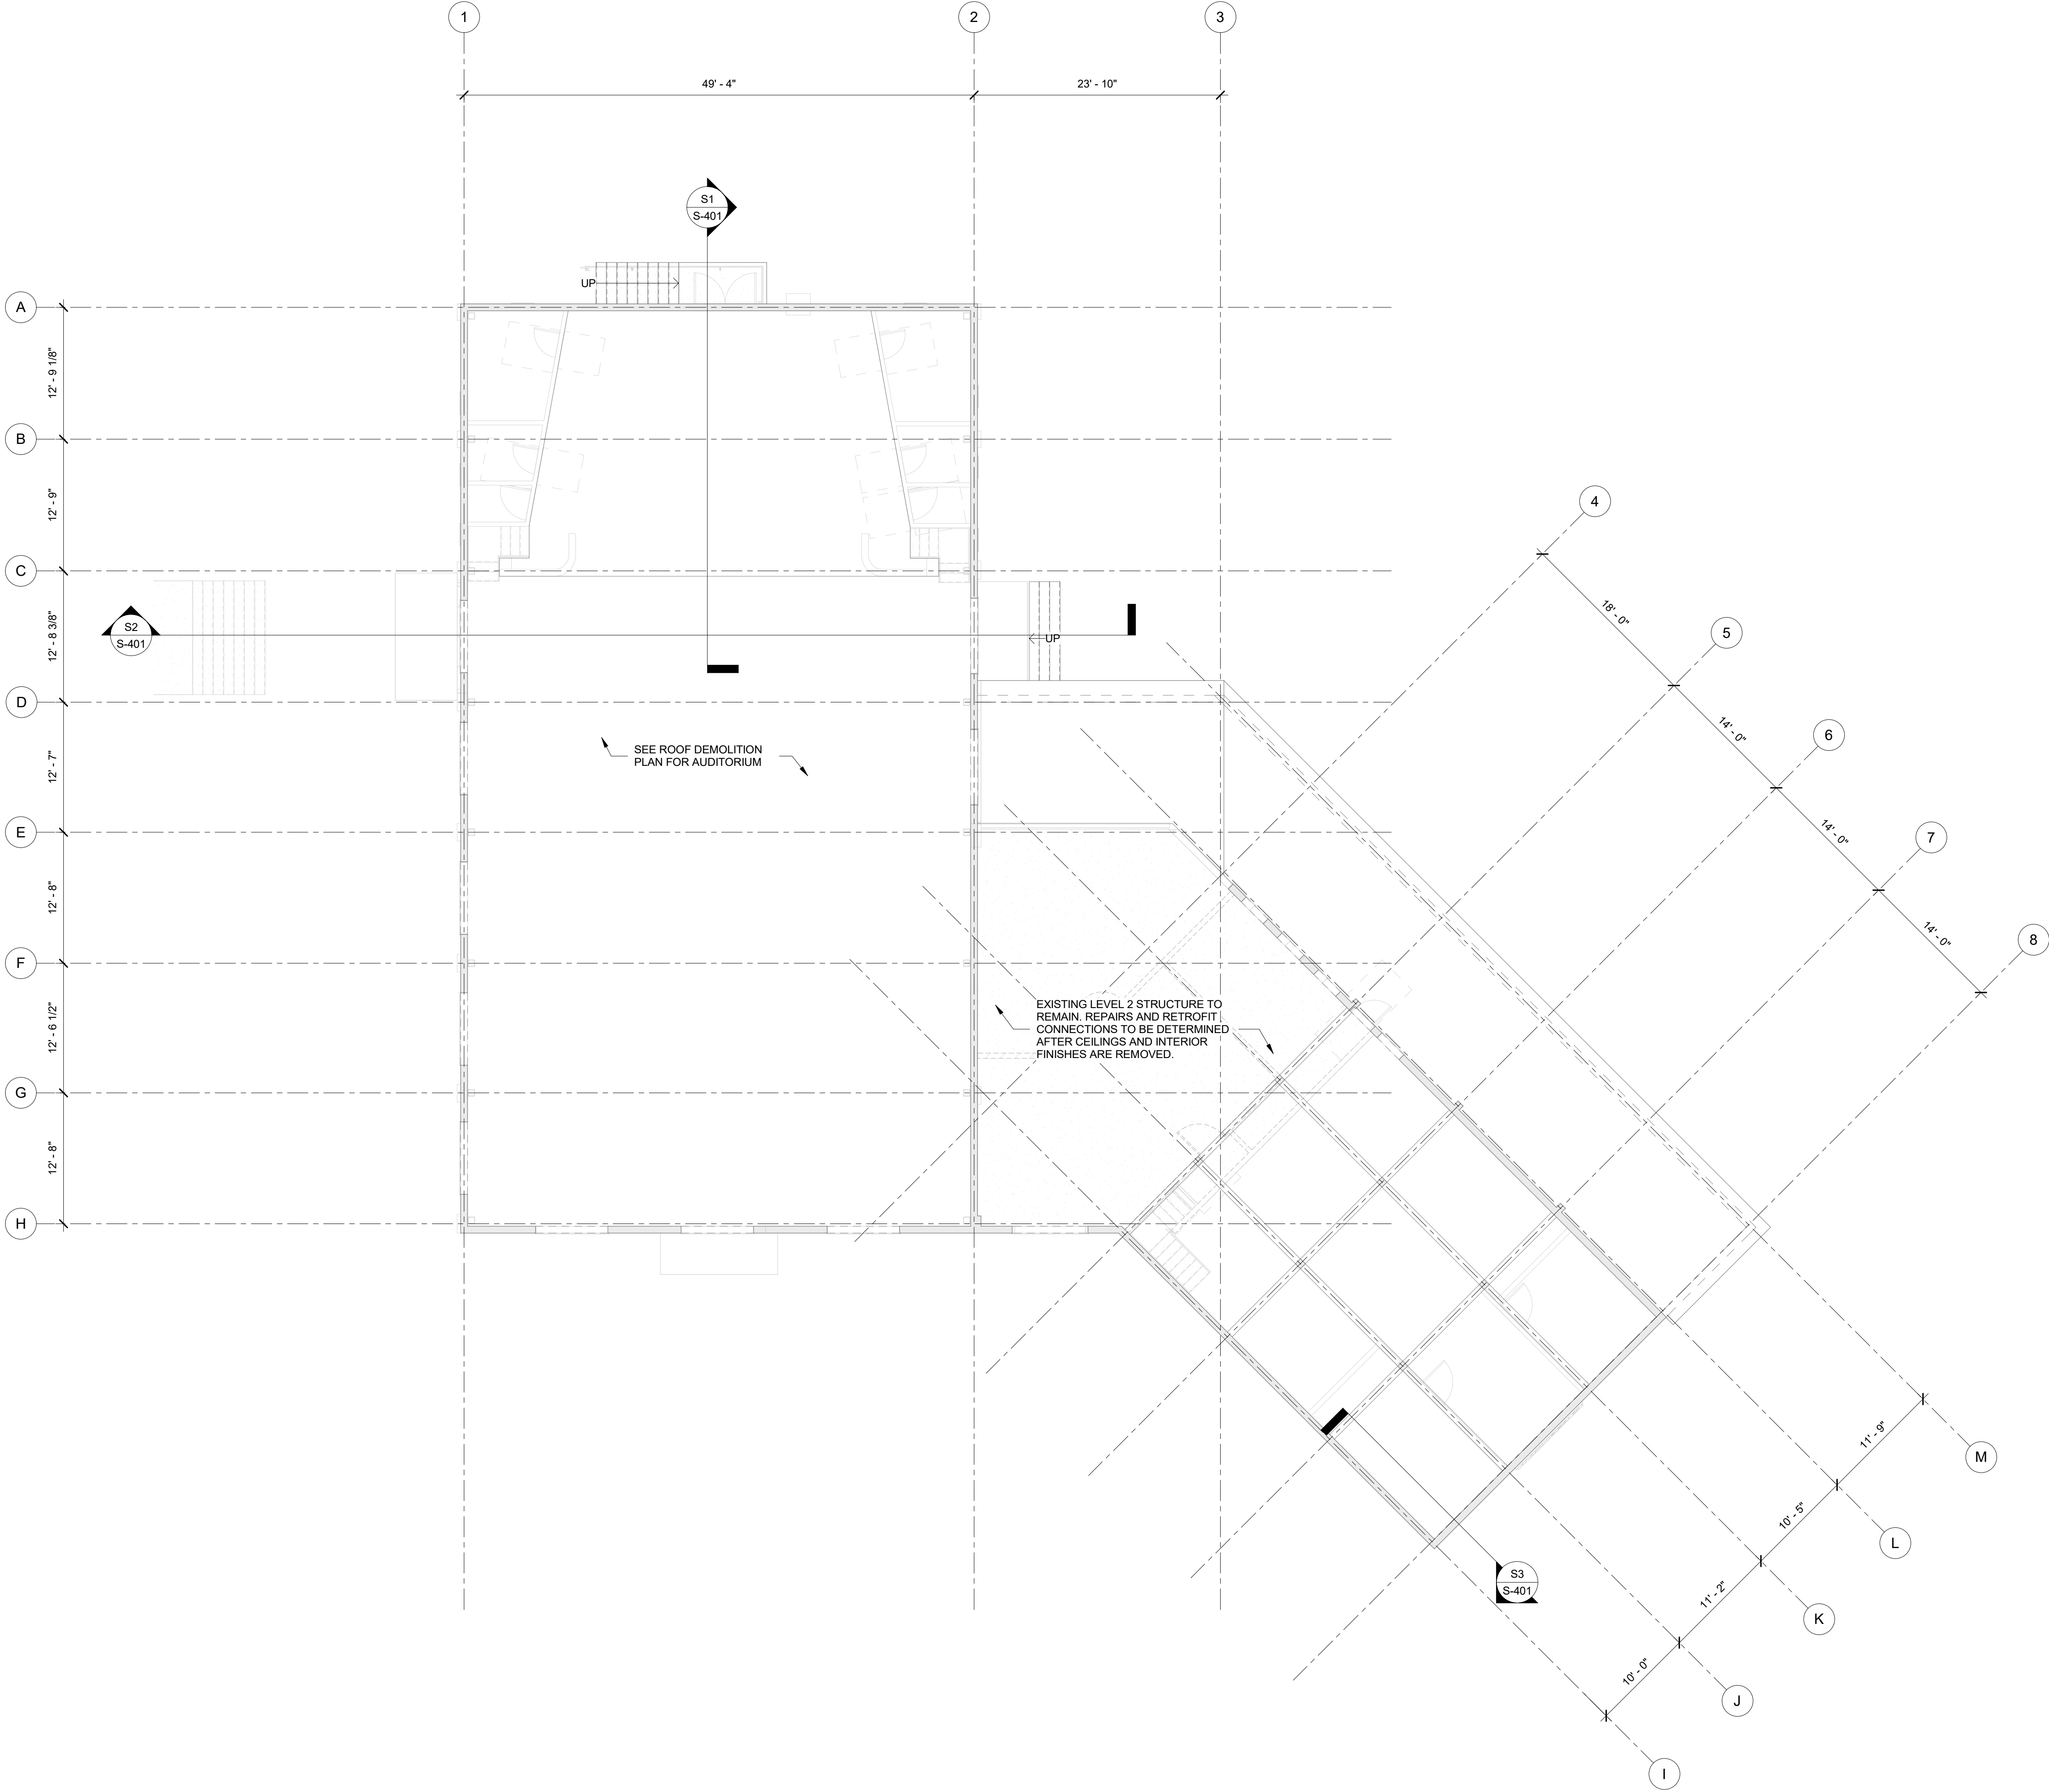 1
2
3
49' - 4"
23' - 10"
S1
S-401
UP
A
12' - 9 1/8"
B
12' - 9"
C
12' - 8 3/8"
S2
S-401
UP
D
12' - 7"
SEE ROOF DEMOLITION
PLAN FOR AUDITORIUM
E
12' - 8"
F
12' - 6 1/2"
EXISTING LEVEL 2 STRUCTURE TO
REMAIN. REPAIRS AND RETROFIT
CONNECTIONS TO BE DETERMINED
AFTER CEILINGS AND INTERIOR
FINISHES ARE REMOVED.
G
12' - 8"
H
4
18' - 0"
5
14' - 0"
6
14' - 0"
7
14' - 0"
8
M
11' - 9"
L
10' - 5"
K
11' - 2"
J
10' - 0"
I
S3
S-401